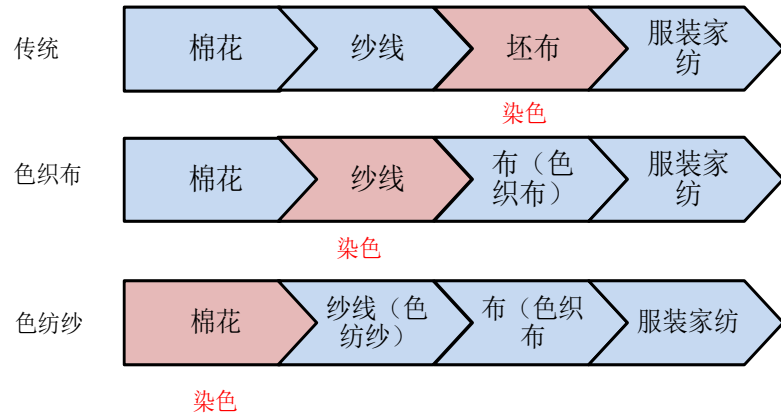 传统
棉花
纱线
坯布
服装家
纺
染色
色织布
棉花
纱线
布（色
织布）
服装家
纺
染色
色纺纱
棉花
纱线（色
纺纱）
布（色织
布
服装家纺
染色